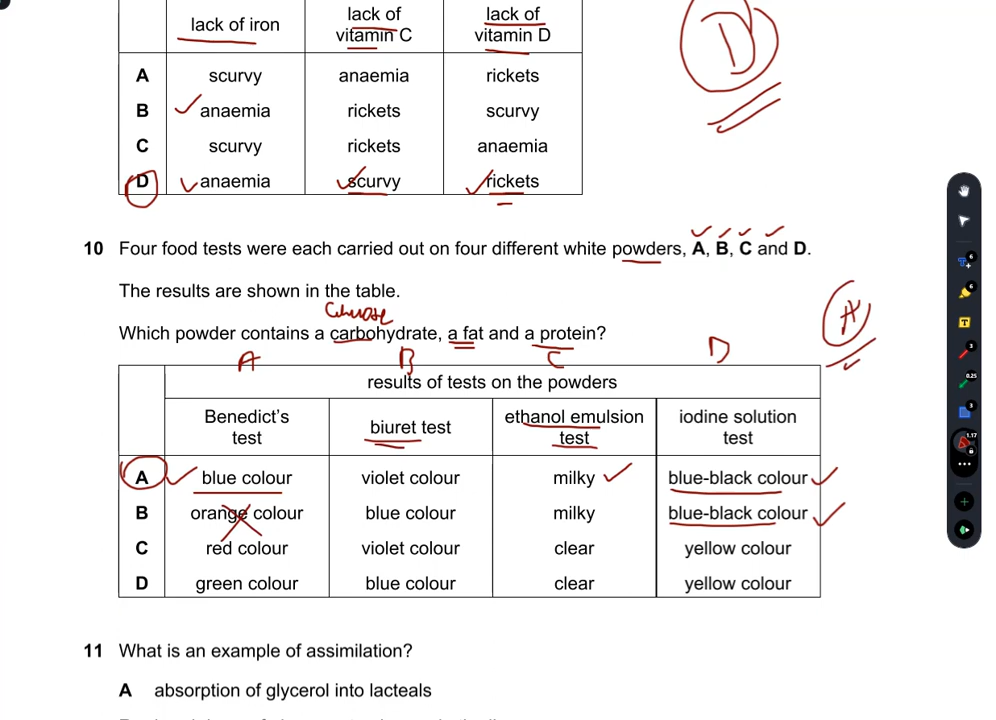 lack of iron lack of vitamin C lack of vitamin D
A scurvy anaemia rickets
B anaemia rickets scurvy
C scurvy rickets anaemia
D anaemia scurvy rickets
D
10 Four food tests were each carried out on four different white powders, A, B, C and D.
The results are shown in the table.
Which powder contains a carbohydrate, a fat and a protein?
A
A B C D
results of tests on the powders
Benedict's test biuret test ethanol emulsion test iodine solution test
A blue colour violet colour milky blue-black colour
B orange colour blue colour milky blue-black colour
C red colour violet colour clear yellow colour
D green colour blue colour clear yellow colour
11 What is an example of assimilation?
A absorption of glycerol into lacteals